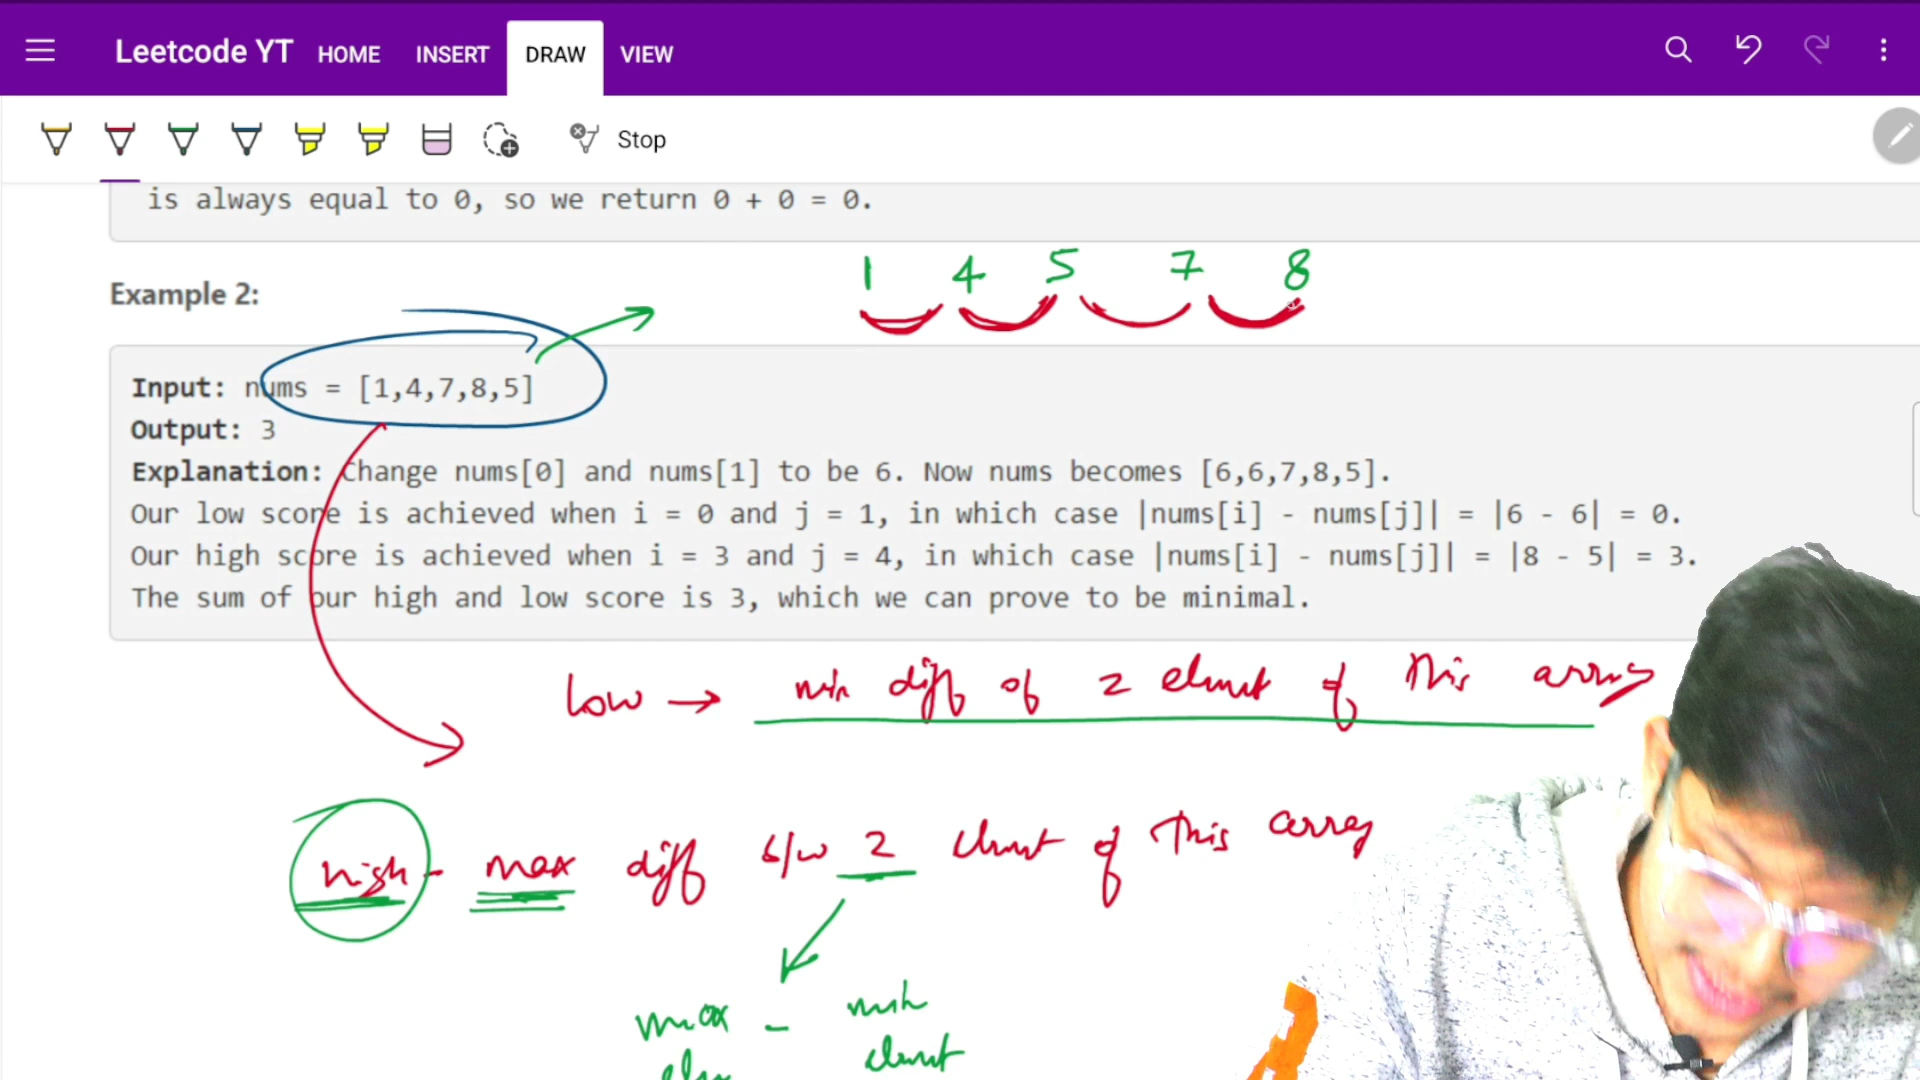 Leetcode YT HOME INSERT DRAW VIEW
Stop
is always equal to 0, so we return 0 + 0 = 0.
1 4 5 7 8
Example 2:
Input: nums = [1,4,7,8,5]
Output: 3
Explanation: Change nums[0] and nums[1] to be 6. Now nums becomes [6,6,7,8,5].
Our low score is achieved when i = 0 and j = 1, in which case |nums[i] - nums[j]| = |6 - 6| = 0.
Our high score is achieved when i = 3 and j = 4, in which case |nums[i] - nums[j]| = |8 - 5| = 3.
The sum of our high and low score is 3, which we can prove to be minimal.
low → min diff of 2 of this array
high - max diff b/w 2 of this array
max - min